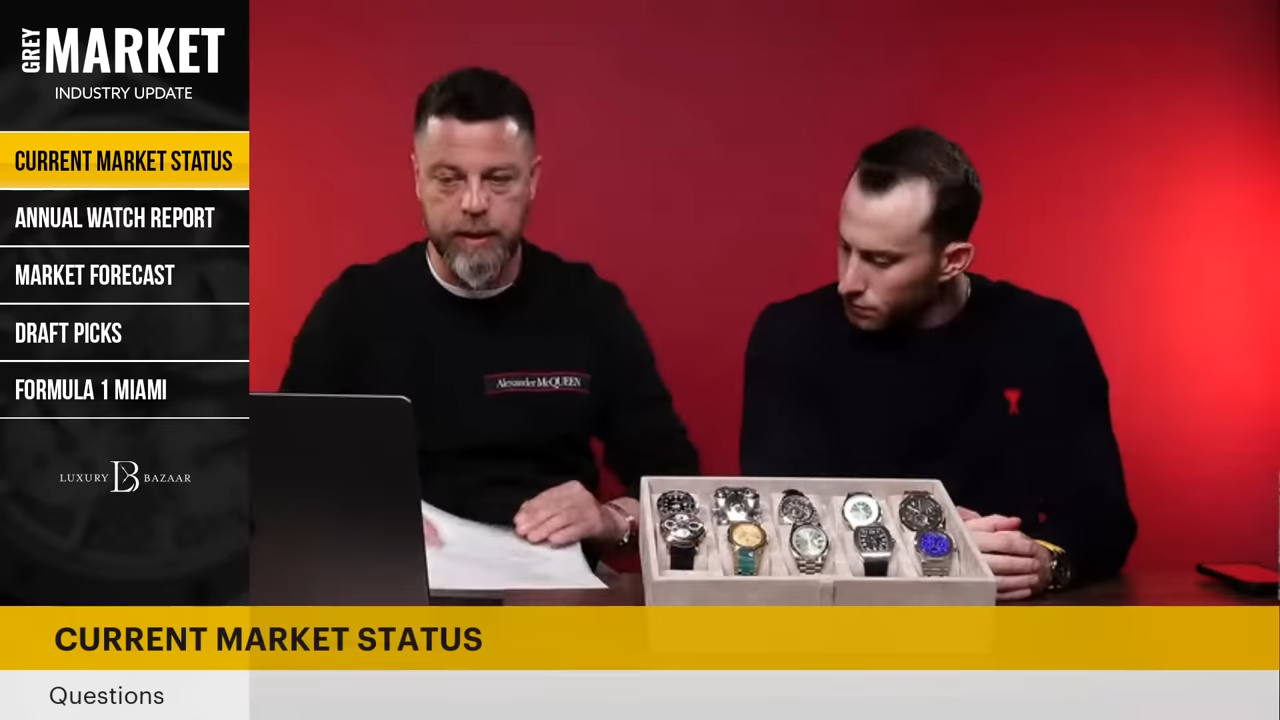 GREY
MARKET
INDUSTRY UPDATE
CURRENT MARKET STATUS
ANNUAL WATCH REPORT
MARKET FORECAST
DRAFT PICKS
FORMULA 1 MIAMI
LUXURY LB BAZAAR
Alexander McQUEEN
CURRENT MARKET STATUS
Questions